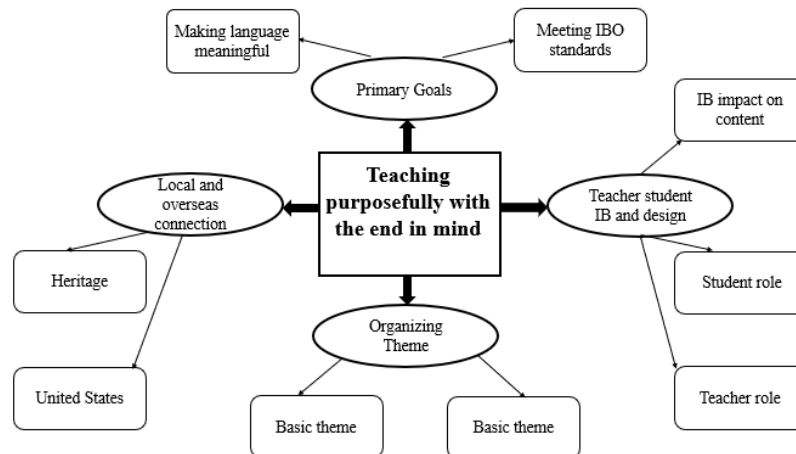 Making language
meaningful
Meeting IBO
standards
Primary Goals
IB impact on
content
Teaching
purposefully with
the end in mind
Local and
overseas
connection
Teacher student
IB and design
Heritage
Student role
Organizing
Theme
United States
Teacher role
Basic theme
Basic theme